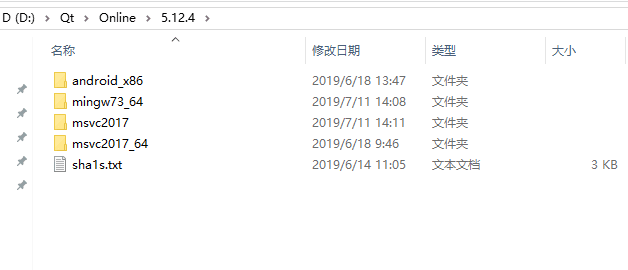 D (D:) > Qt > Online > 5.12.4 >
名称 修改日期 类型 大小
android_x86 2019/6/18 13:47 文件夹
mingw73_64 2019/7/11 14:08 文件夹
msvc2017 2019/7/11 14:11 文件夹
msvc2017_64 2019/6/18 9:46 文件夹
sha1s.txt 2019/6/14 11:05 文本文档 3 KB